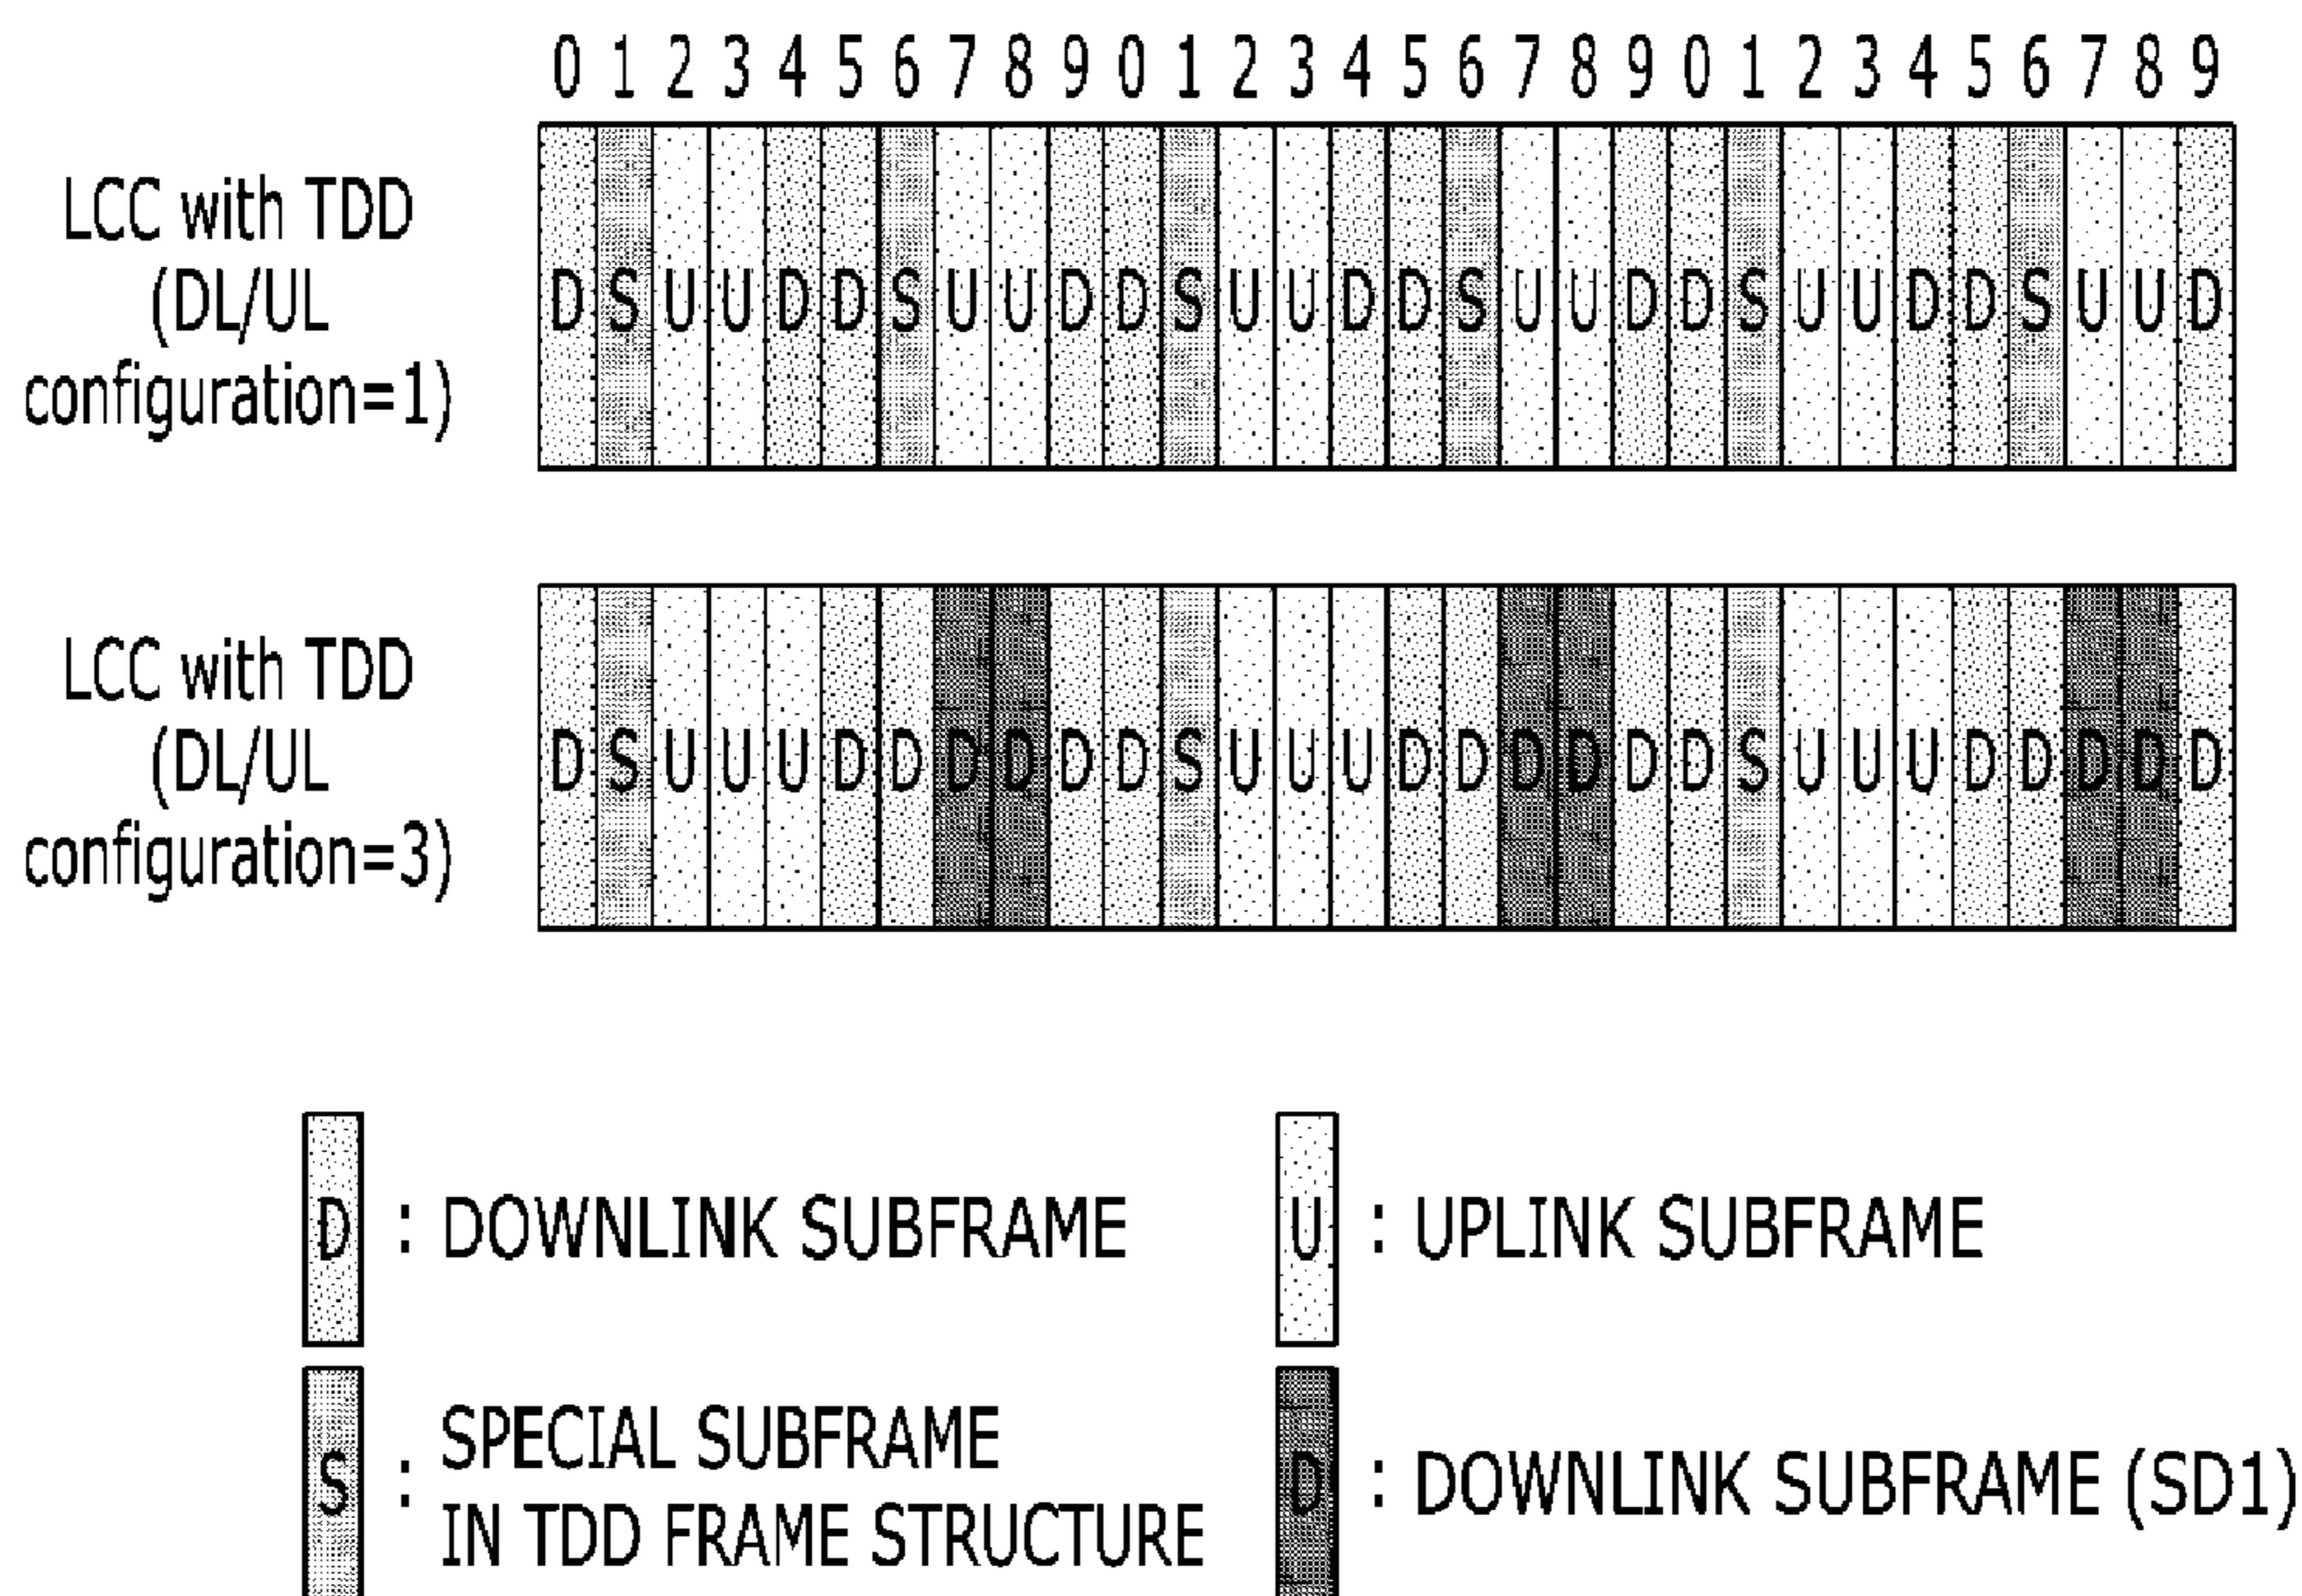 0 1 2 3 4 5 6 7 8 9 0 1 2 3 4 5 6 7 8 9 0 1 2 3 4 5 6 7 8 9
LCC with TDD
(DL/UL
configuration=1)
D S U U D D S U U D D S U U D D S U U D D S U U D D S U U D
LCC with TDD
(DL/UL
configuration=3)
D S U U U D D D D D D S U U U D D D D D D S U U U D D D D D
D : DOWNLINK SUBFRAME
U : UPLINK SUBFRAME
S : SPECIAL SUBFRAME
IN TDD FRAME STRUCTURE
D : DOWNLINK SUBFRAME (SD1)